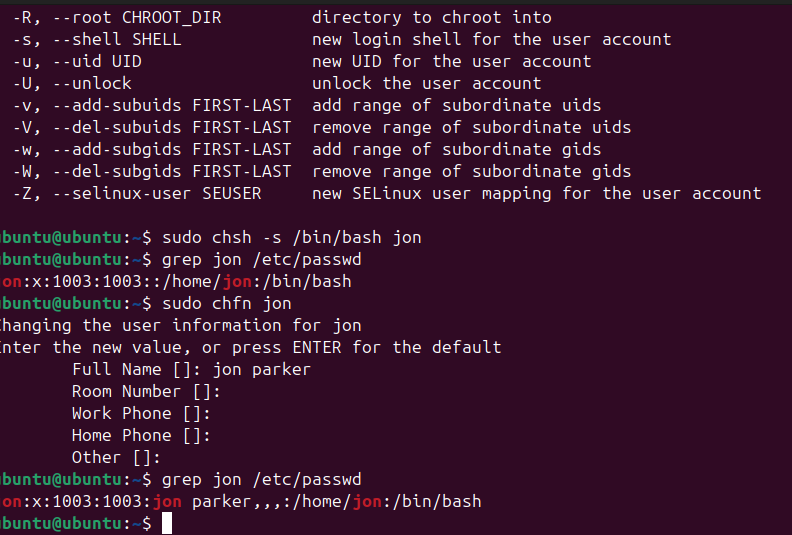 -R, --root CHROOT_DIR         directory to chroot into
-s, --shell SHELL             new login shell for the user account
-u, --uid UID                 new UID for the user account
-U, --unlock                  unlock the user account
-v, --add-subuids FIRST-LAST  add range of subordinate uids
-V, --del-subuids FIRST-LAST  remove range of subordinate uids
-w, --add-subgids FIRST-LAST  add range of subordinate gids
-W, --del-subgids FIRST-LAST  remove range of subordinate gids
-Z, --selinux-user SEUSER     new SELinux user mapping for the user account
ubuntu@ubuntu:~$ sudo chsh -s /bin/bash jon
ubuntu@ubuntu:~$ grep jon /etc/passwd
jon:x:1003:1003::/home/jon:/bin/bash
ubuntu@ubuntu:~$ sudo chfn jon
Changing the user information for jon
Enter the new value, or press ENTER for the default
Full Name []: jon parker
Room Number []:
Work Phone []:
Home Phone []:
Other []:
ubuntu@ubuntu:~$ grep jon /etc/passwd
jon:x:1003:1003:jon parker,,,:/home/jon:/bin/bash
ubuntu@ubuntu:~$